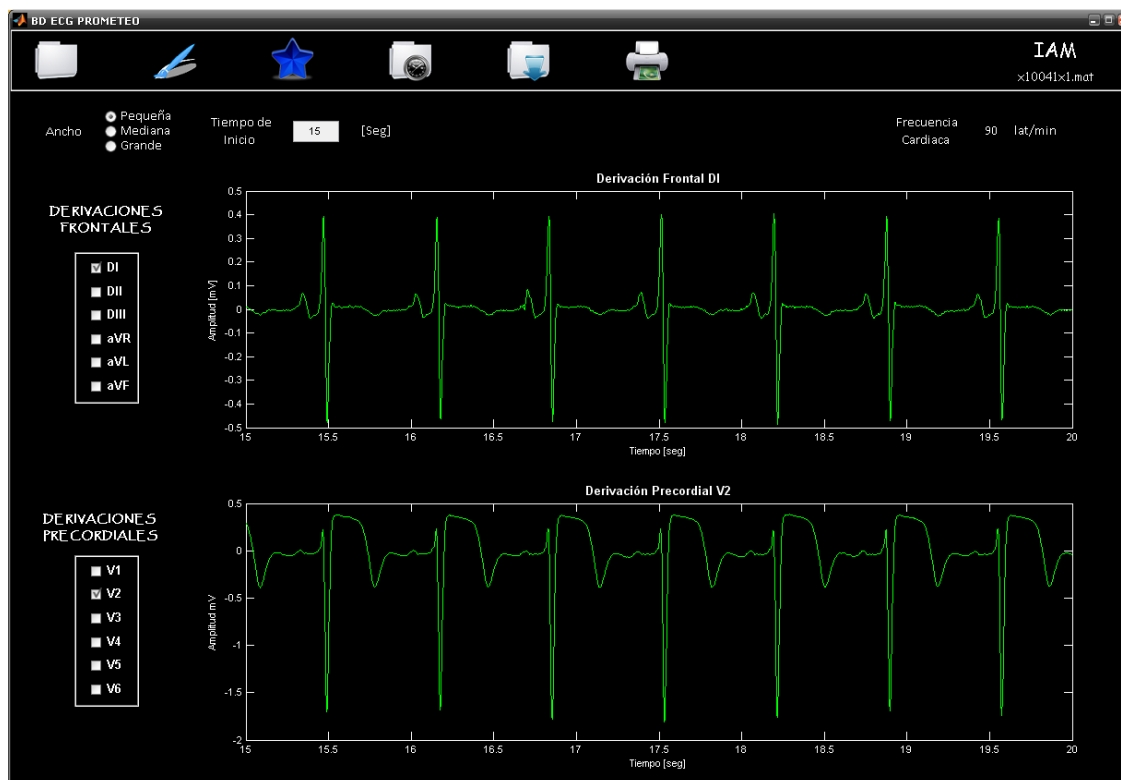 BD ECG PROMETEO
IAM
x10041x1.mat
Ancho
Pequeña
Mediana
Grande
Tiempo de
Inicio
15
[Seg]
Frecuencia
Cardiaca
90 lat/min
DERIVACIONES
FRONTALES
DI
DII
DIII
aVR
aVL
aVF
Derivación Frontal DI
Amplitud [mV]
0.5
0.4
0.3
0.2
0.1
0
-0.1
-0.2
-0.3
-0.4
-0.5
15 15.5 16 16.5 17 17.5 18 18.5 19 19.5 20
Tiempo [seg]
DERIVACIONES
PRECORDIALES
V1
V2
V3
V4
V5
V6
Derivación Precordial V2
Amplitud mV
0.5
0
-0.5
-1
-1.5
-2
15 15.5 16 16.5 17 17.5 18 18.5 19 19.5 20
Tiempo [seg]